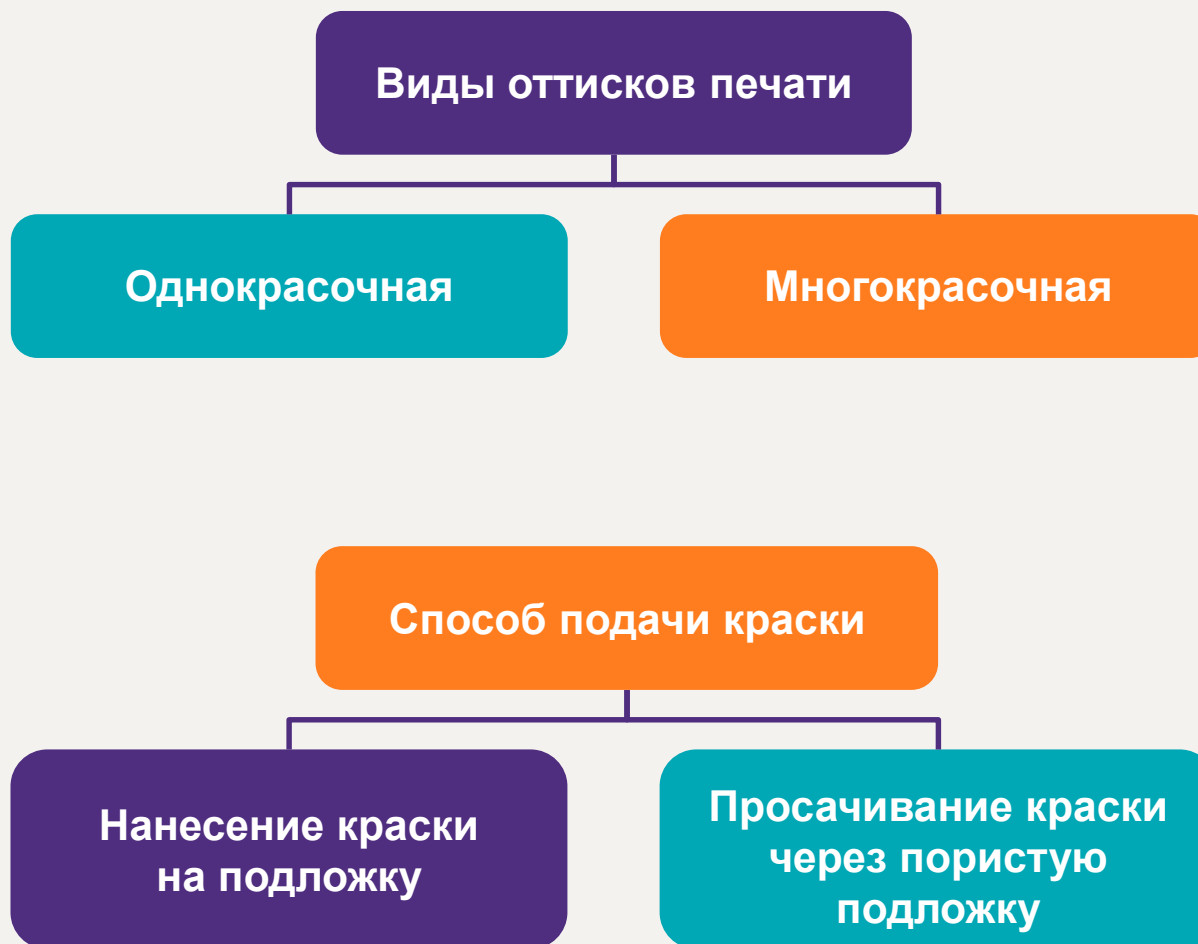 Виды оттисков печати
Однокрасочная
Многокрасочная
Способ подачи краски
Нанесение краски
на подложку
Просачивание краски
через пористую
подложку